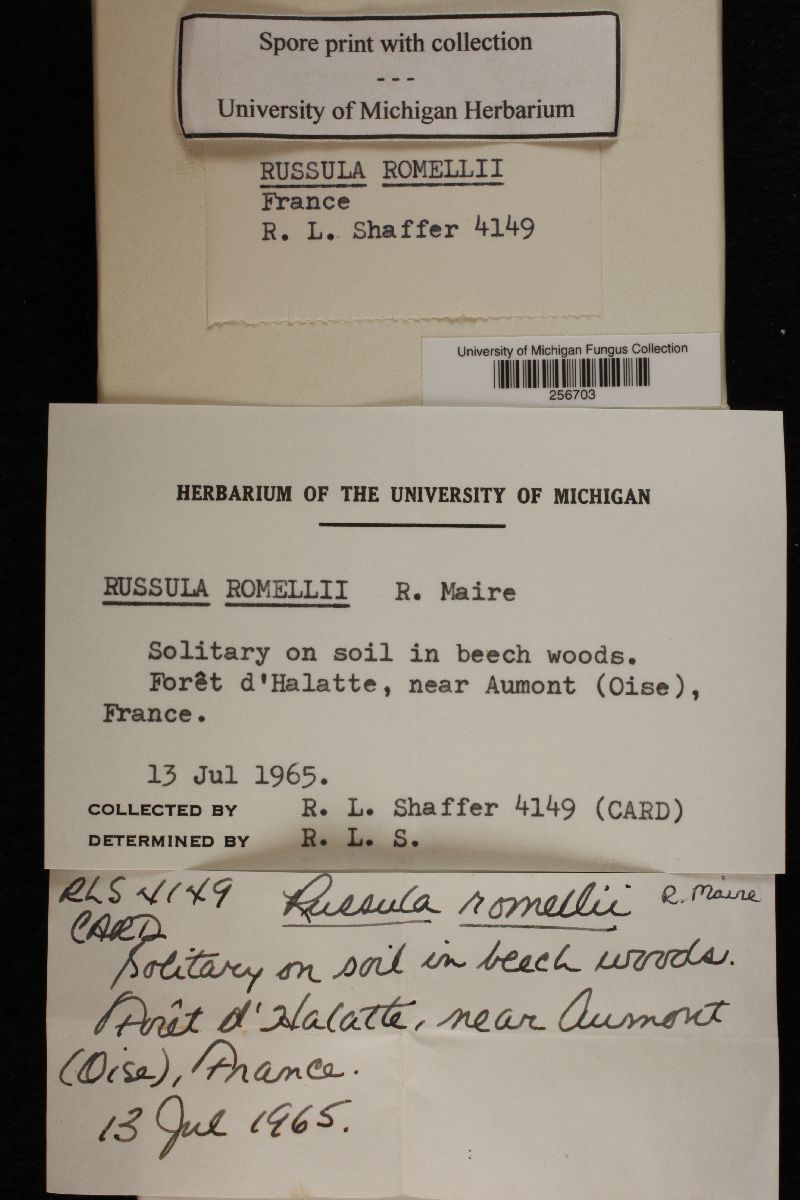 Spore print with collection
---
University of Michigan Herbarium
RUSSULA ROMELLII
France
R. L. Shaffer 4149
University of Michigan Fungus Collection
256703
HERBARIUM OF THE UNIVERSITY OF MICHIGAN
RUSSULA ROMELLII R. Maire
Solitary on soil in beech woods.
Forêt d'Halatte, near Aumont (Oise),
France.
13 Jul 1965.
COLLECTED BY R. L. Shaffer 4149 (CARD)
DETERMINED BY R. L. S.
RLS 4149 Russula romellii R. Maire
CARD
Solitary on soil in beech woods.
Forêt d'Halatte, near Aumont
(Oise), France.
13 Jul 1965.